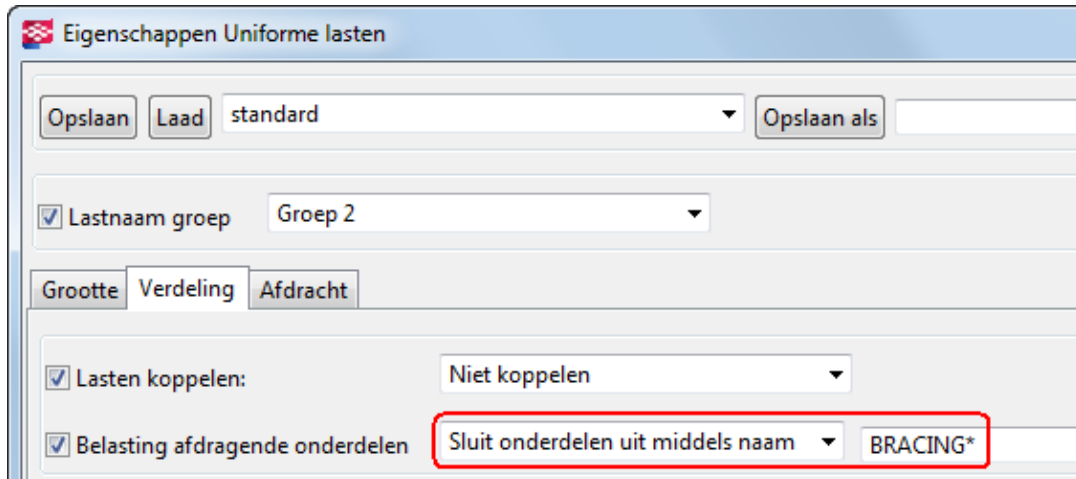 Eigenschappen Uniforme lasten
Opslaan Laad standard Opslaan als
Lastnaam groep Groep 2
Grootte Verdeling Afdracht
Lasten koppelen: Niet koppelen
Belasting afdragende onderdelen Sluit onderdelen uit middels naam BRACING*